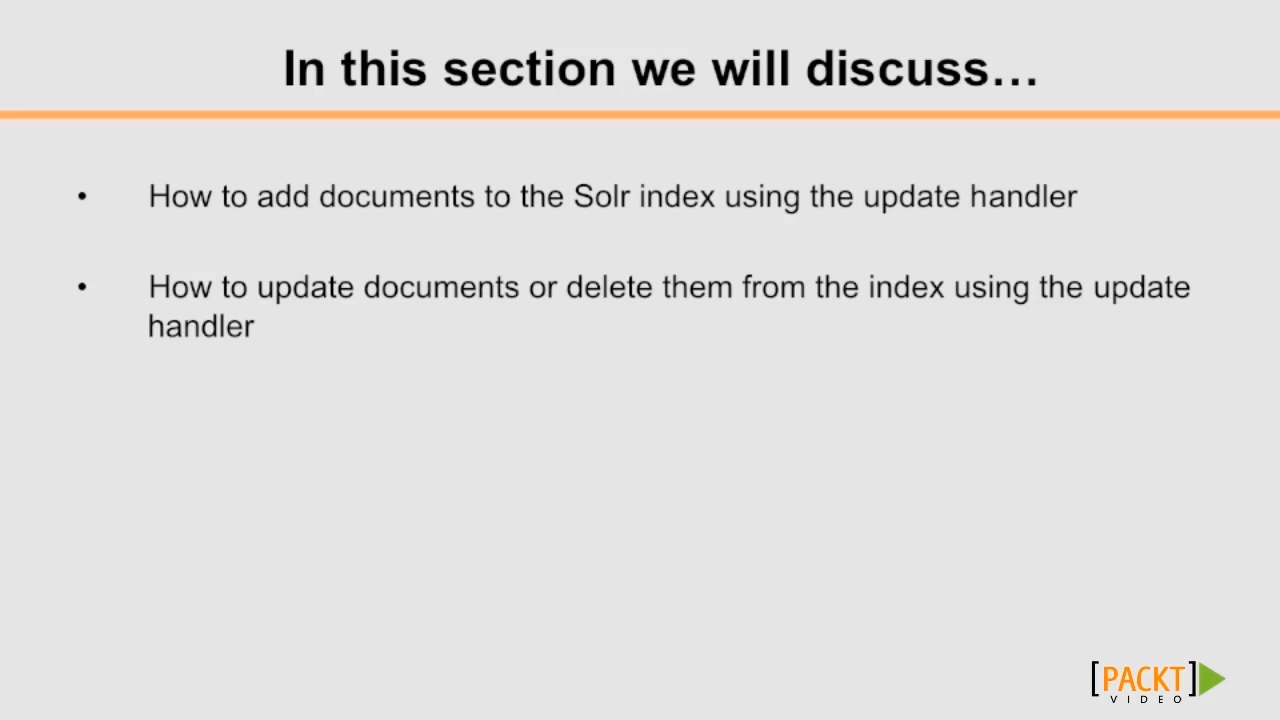 In this section we will discuss...
• How to add documents to the Solr index using the update handler
• How to update documents or delete them from the index using the update
handler
[PACKT]
VIDEO